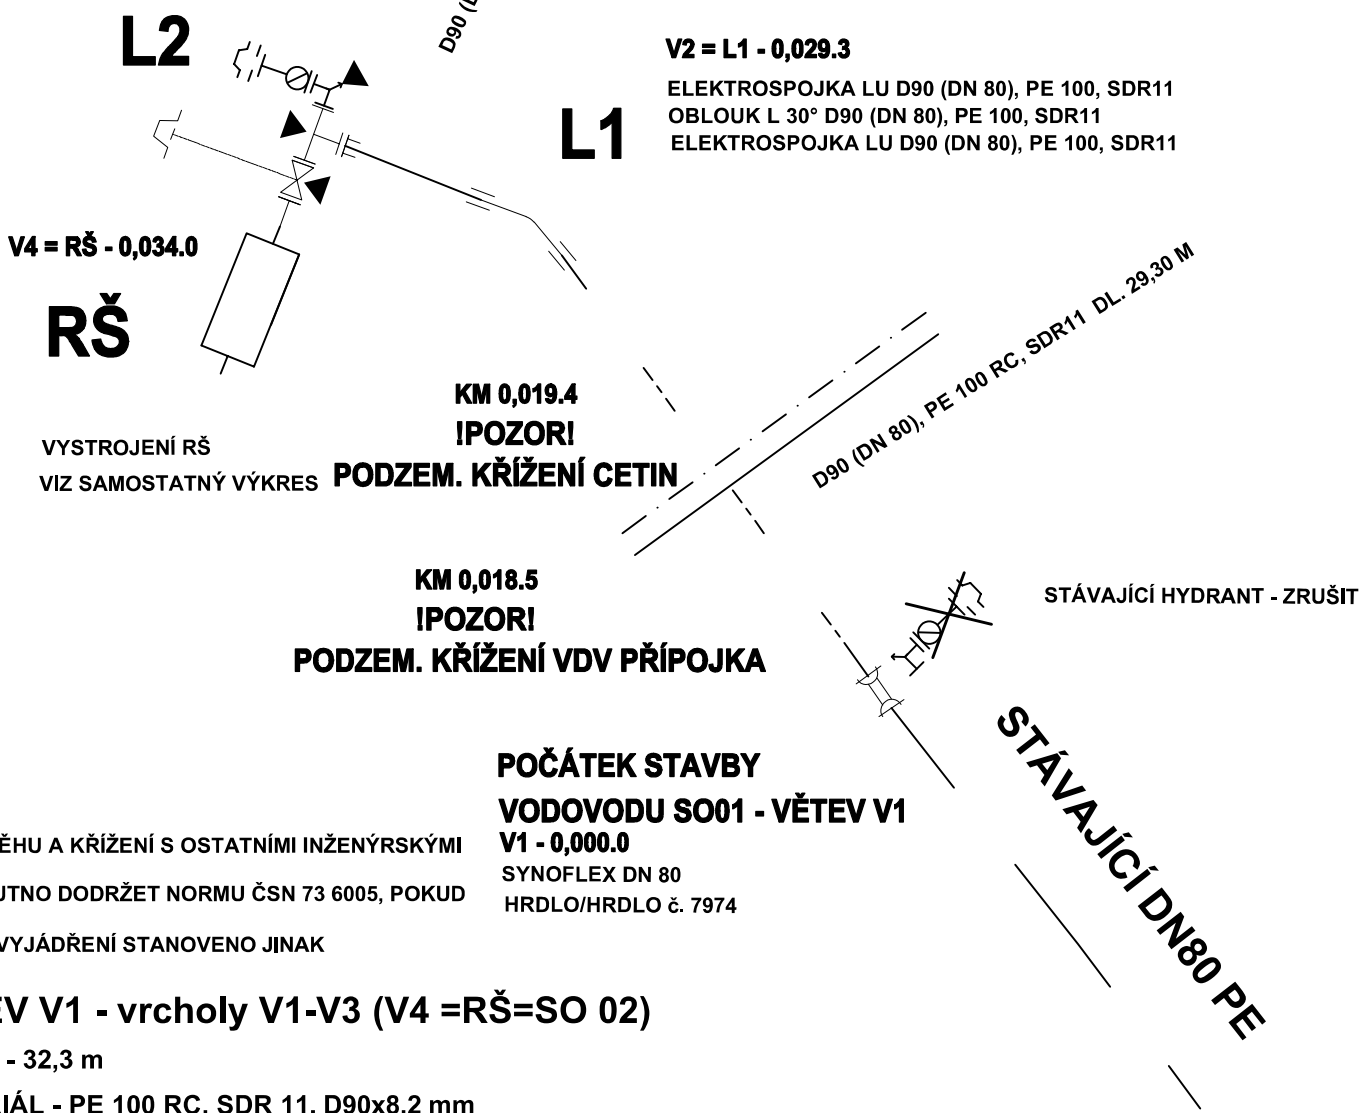 L2
D90
V2 = L1 - 0,029.3
ELEKTROSPOJKA LU D90 (DN 80), PE 100, SDR11
OBLOUK L 30° D90 (DN 80), PE 100, SDR11
ELEKTROSPOJKA LU D90 (DN 80), PE 100, SDR11
L1
V4 = RŠ - 0,034.0
RŠ
D90 (DN 80), PE 100 RC, SDR11 DL. 29,30 M
KM 0,019.4
!POZOR!
PODZEM. KŘÍŽENÍ CETIN
VYSTROJENÍ RŠ
VIZ SAMOSTATNÝ VÝKRES
KM 0,018.5
!POZOR!
PODZEM. KŘÍŽENÍ VDV PŘÍPOJKA
STÁVAJÍCÍ HYDRANT - ZRUŠIT
STÁVAJÍCÍ DN80 PE
POČÁTEK STAVBY
VODOVODU SO01 - VĚTEV V1
V1 - 0,000.0
SYNOFLEX DN 80
HRDLO/HRDLO č. 7974
ĚHU A KŘÍŽENÍ S OSTATNÍMI INŽENÝRSKÝMI
UTNO DODRŽET NORMU ČSN 73 6005, POKUD
VYJÁDŘENÍ STANOVENO JINAK
EV V1 - vrcholy V1-V3 (V4 =RŠ=SO 02)
- 32,3 m
IÁL - PE 100 RC, SDR 11, D90x8,2 mm